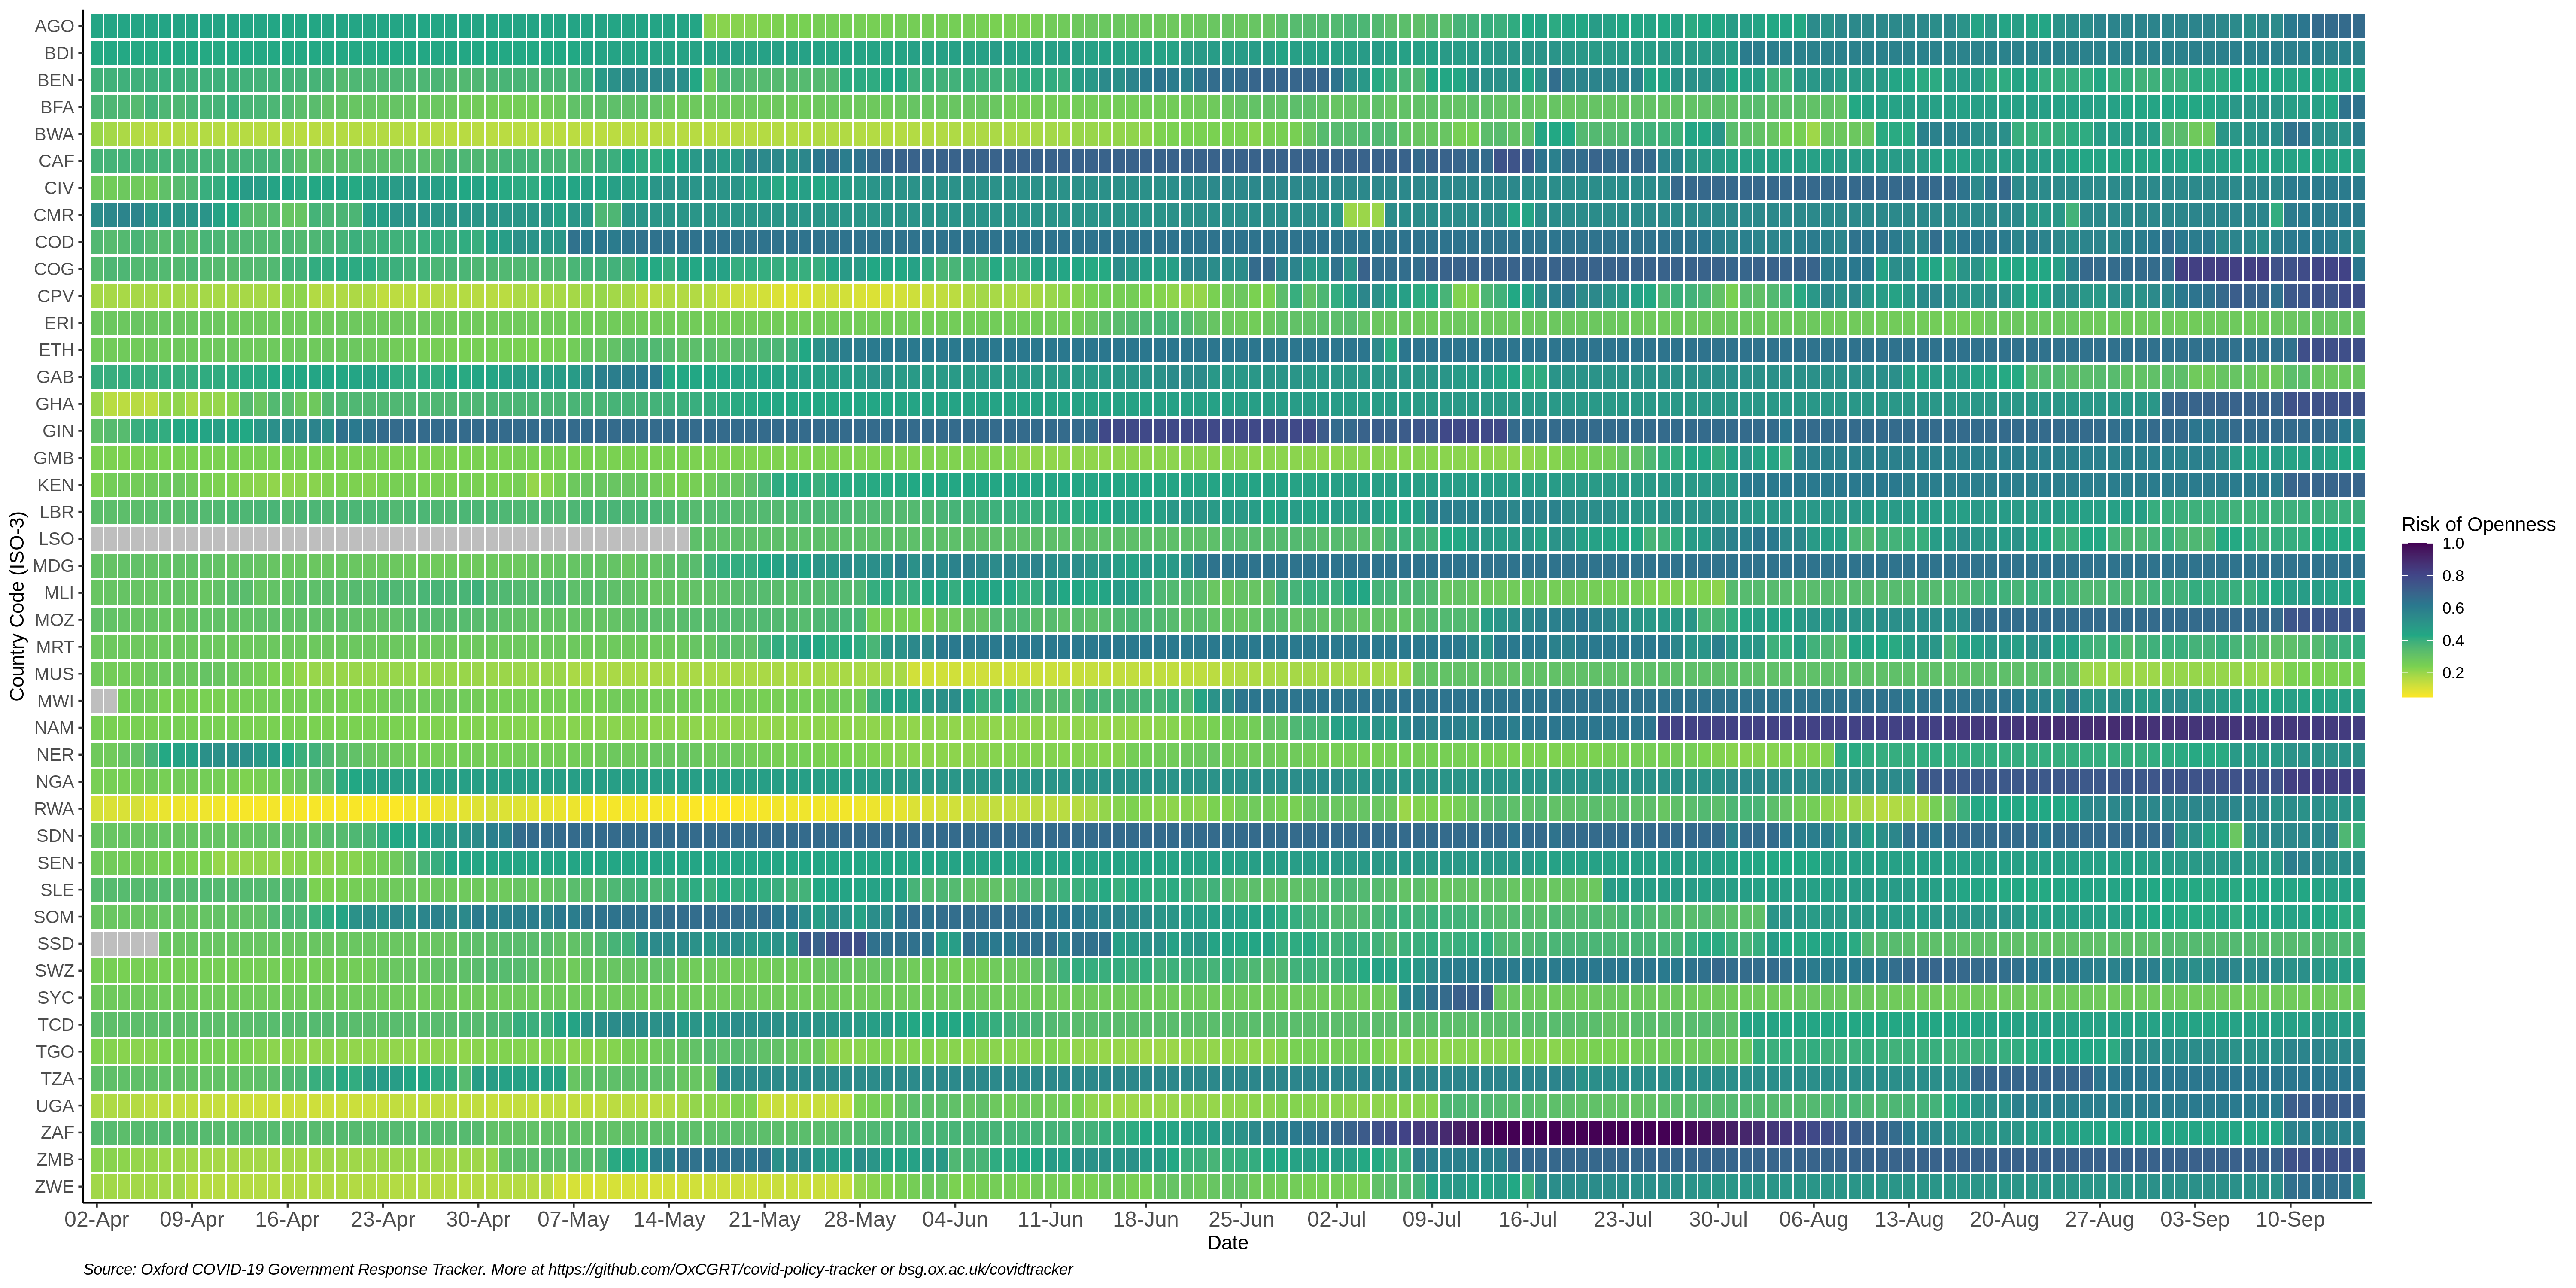 Country Code (ISO-3)
AGO
BDI
BEN
BFA
BWA
CAF
CIV
CMR
COD
COG
CPV
ERI
ETH
GAB
GHA
GIN
GMB
KEN
LBR
LSO
MDG
MLI
MOZ
MRT
MUS
MWI
NAM
NER
NGA
RWA
SDN
SEN
SLE
SOM
SSD
SWZ
SYC
TCD
TGO
TZA
UGA
ZAF
ZMB
ZWE
02-Apr 09-Apr 16-Apr 23-Apr 30-Apr 07-May 14-May 21-May 28-May 04-Jun 11-Jun 18-Jun 25-Jun 02-Jul 09-Jul 16-Jul 23-Jul 30-Jul 06-Aug 13-Aug 20-Aug 27-Aug 03-Sep 10-Sep
Date
Risk of Openness
1.0
0.8
0.6
0.4
0.2
Source: Oxford COVID-19 Government Response Tracker. More at https://github.com/OxCGRT/covid-policy-tracker or bsg.ox.ac.uk/covidtracker